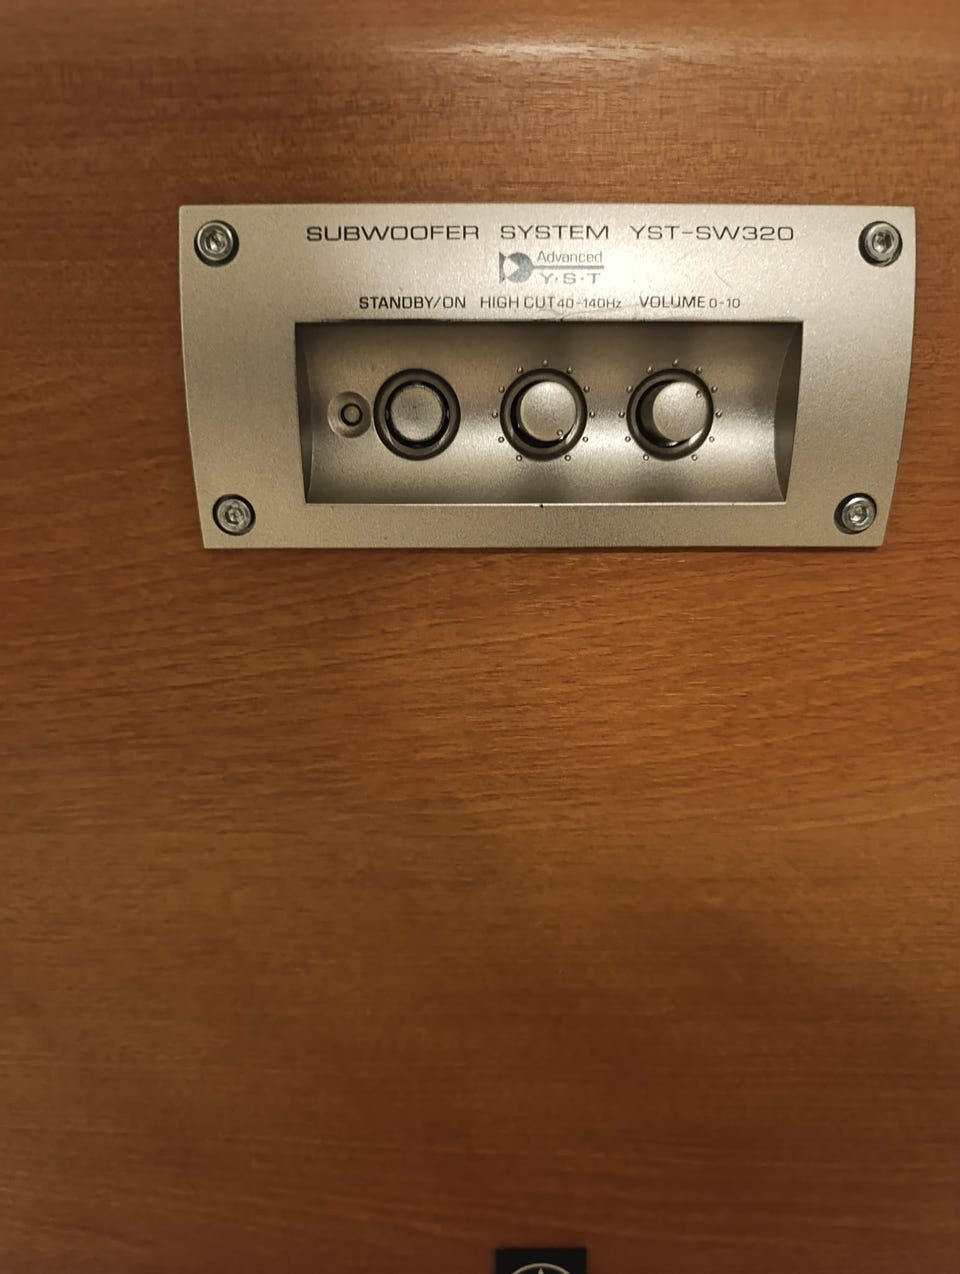 SUBWOOFER SYSTEM YST-SW320
Advanced
Y·S·T
STANDBY/ON HIGH CUT 40-140Hz VOLUME 0-10